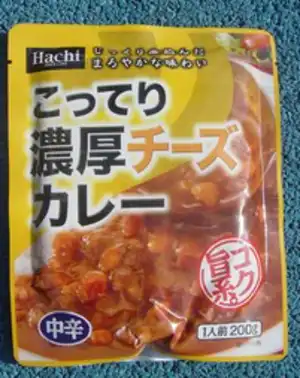 Hachi
じっくり煮込んだ
まろやかな味わい
こってり
濃厚チーズ
カレー
コク
旨系
中辛
1人前200g